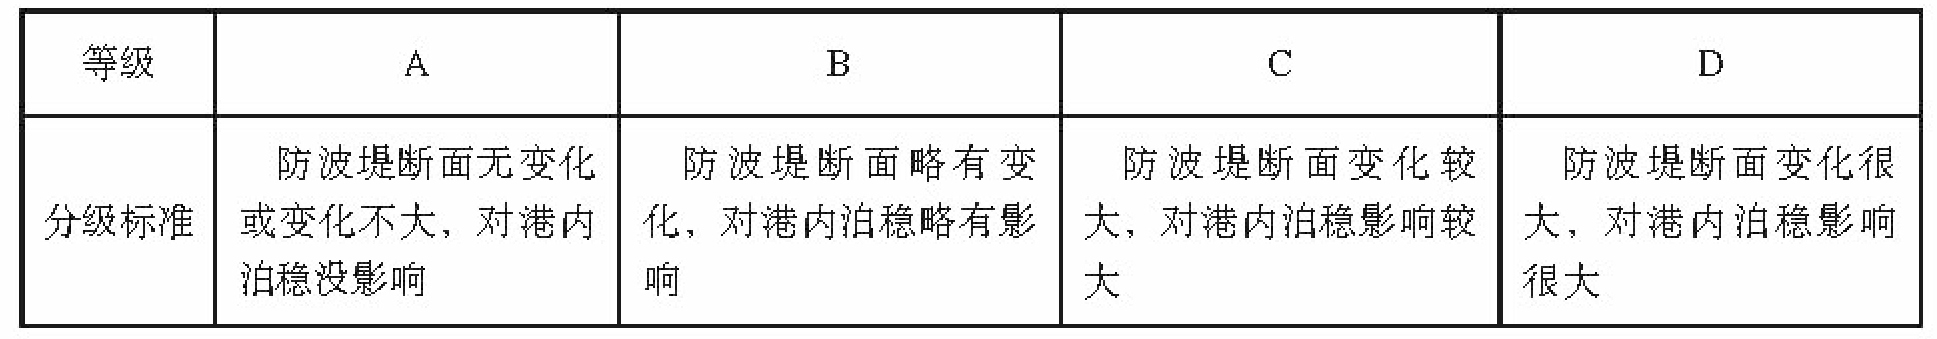 等级
A
B
C
D
分级标准
防波堤断面无变化
或变化不大，对港内
泊稳没影响
防波堤断面略有变
化，对港内泊稳略有影
响
防波堤断面变化较
大，对港内泊稳影响较
大
防波堤断面变化很
大，对港内泊稳影响
很大